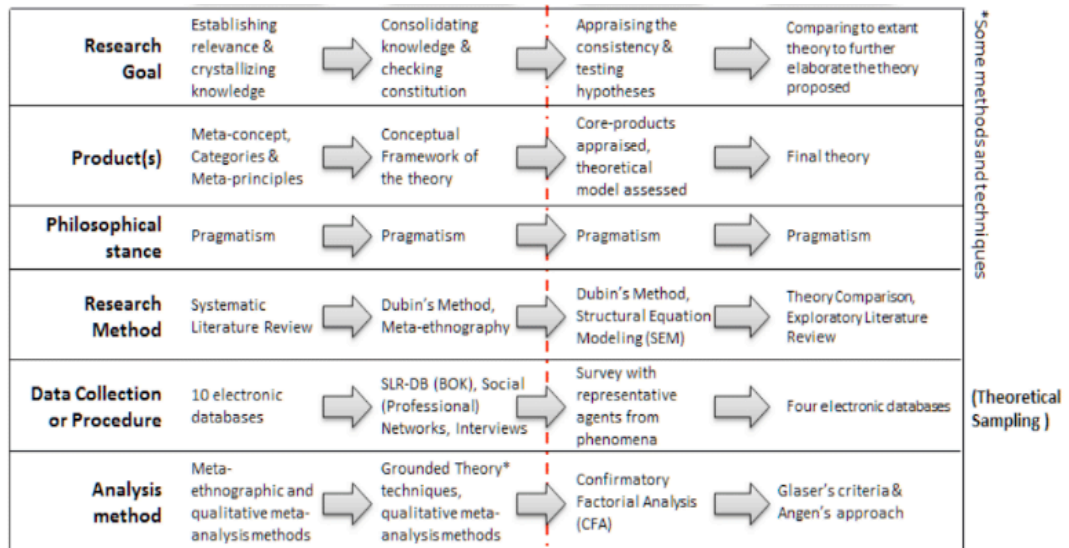 Research
Goal
Establishing
relevance &
crystallizing
knowledge
Consolidating
knowledge &
checking
constitution
Appraising the
consistency &
testing
hypotheses
Comparing to extant
theory to further
elaborate the theory
proposed
Product(s)
Meta-concept,
Categories &
Meta-principles
Conceptual
Framework of
the theory
Core-products
appraised,
theoretical
model assessed
Final theory
Philosophical
stance
Pragmatism
Pragmatism
Pragmatism
Pragmatism
Research
Method
Systematic
Literature Review
Dubin's Method,
Meta-ethnography
Dubin's Method,
Structural Equation
Modeling (SEM)
Theory Comparison,
Exploratory Literature
Review
Data Collection
or Procedure
10 electronic
databases
SLR-DB (BOK), Social
(Professional)
Networks, Interviews
Survey with
representative
agents from
phenomena
Four electronic databases
Analysis
method
Meta-
ethnographic and
qualitative meta-
analysis methods
Grounded Theory*
techniques,
qualitative meta-
analysis methods
Confirmatory
Factorial Analysis
(CFA)
Glaser's criteria &
Angen's approach
*Some methods and techniques
(Theoretical
Sampling )